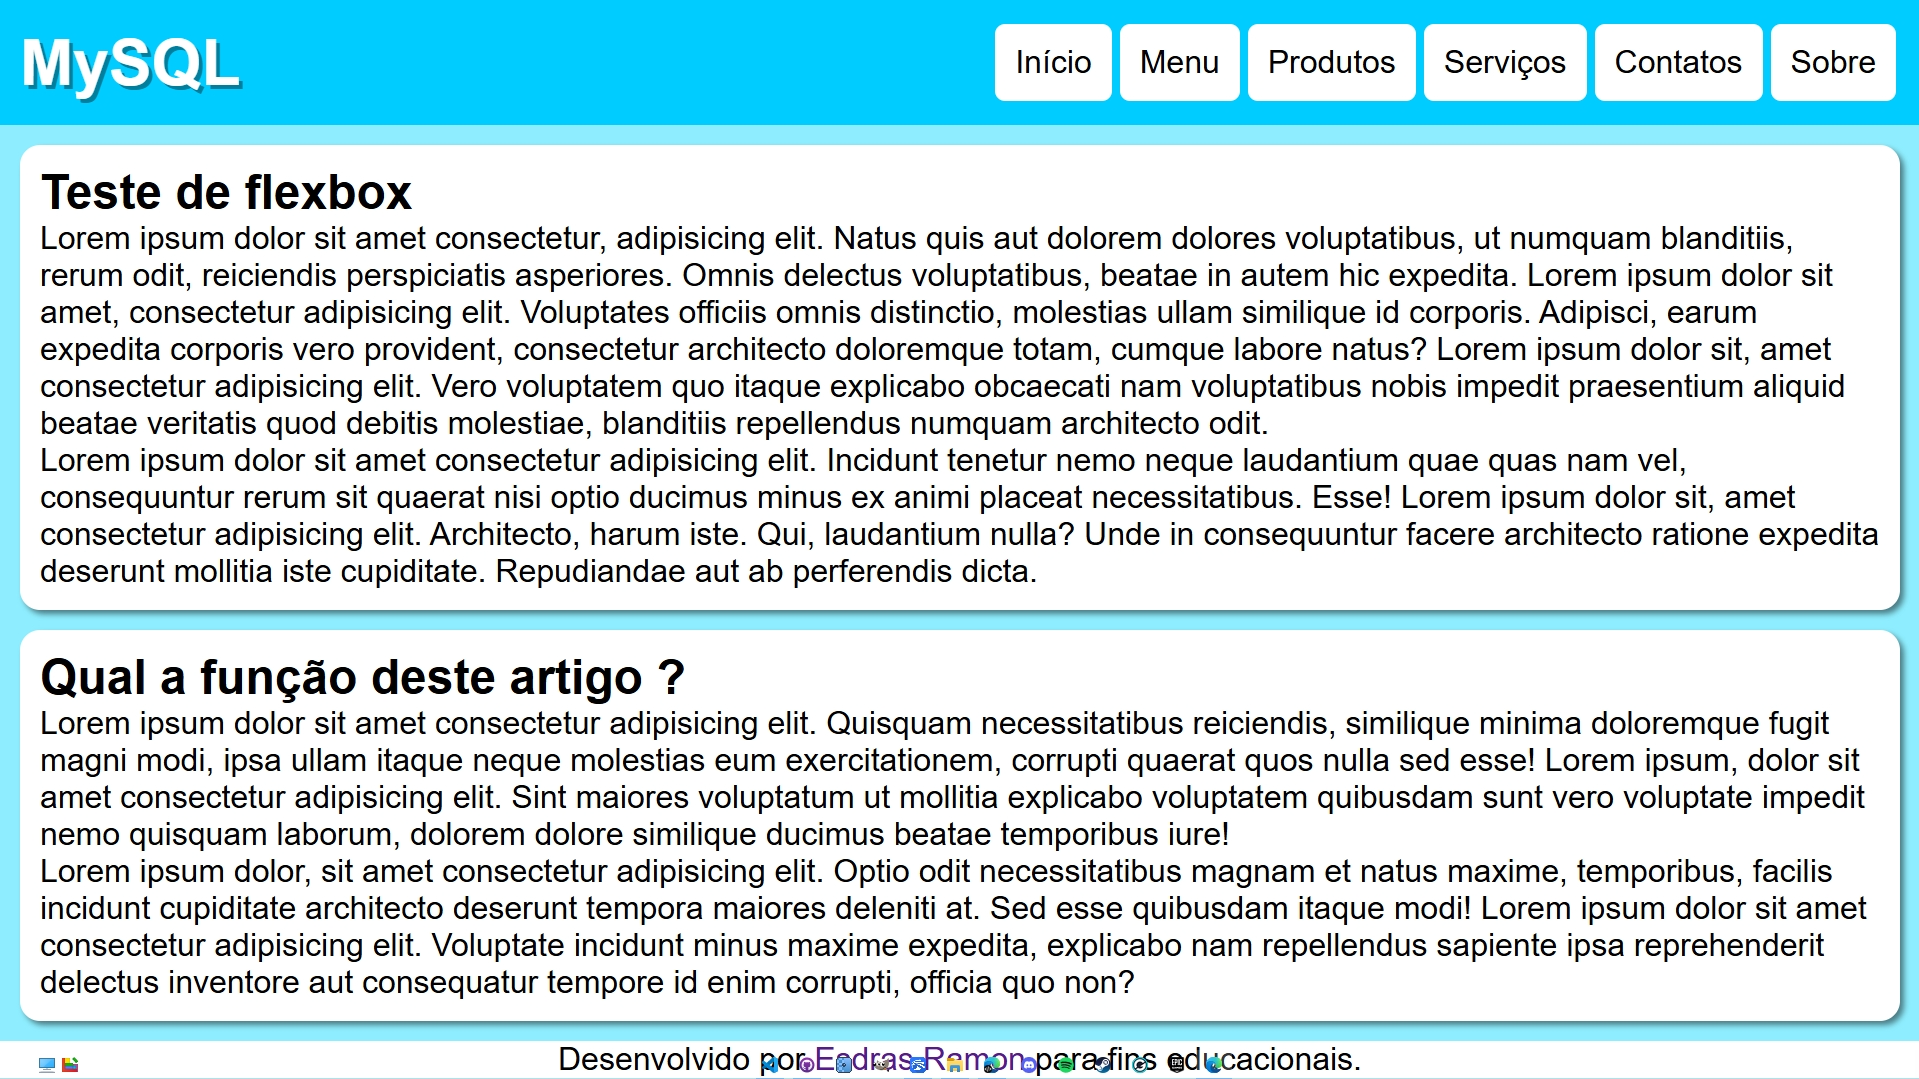 MySQL
Início Menu Produtos Serviços Contatos Sobre
Teste de flexbox
Lorem ipsum dolor sit amet consectetur, adipisicing elit. Natus quis aut dolorem dolores voluptatibus, ut numquam blanditiis,
rerum odit, reiciendis perspiciatis asperiores. Omnis delectus voluptatibus, beatae in autem hic expedita. Lorem ipsum dolor sit
amet, consectetur adipisicing elit. Voluptates officiis omnis distinctio, molestias ullam similique id corporis. Adipisci, earum
expedita corporis vero provident, consectetur architecto doloremque totam, cumque labore natus? Lorem ipsum dolor sit, amet
consectetur adipisicing elit. Vero voluptatem quo itaque explicabo obcaecati nam voluptatibus nobis impedit praesentium aliquid
beatae veritatis quod debitis molestiae, blanditiis repellendus numquam architecto odit.
Lorem ipsum dolor sit amet consectetur adipisicing elit. Incidunt tenetur nemo neque laudantium quae quas nam vel,
consequuntur rerum sit quaerat nisi optio ducimus minus ex animi placeat necessitatibus. Esse! Lorem ipsum dolor sit, amet
consectetur adipisicing elit. Architecto, harum iste. Qui, laudantium nulla? Unde in consequuntur facere architecto ratione expedita
deserunt mollitia iste cupiditate. Repudiandae aut ab perferendis dicta.
Qual a função deste artigo ?
Lorem ipsum dolor sit amet consectetur adipisicing elit. Quisquam necessitatibus reiciendis, similique minima doloremque fugit
magni modi, ipsa ullam itaque neque molestias eum exercitationem, corrupti quaerat quos nulla sed esse! Lorem ipsum, dolor sit
amet consectetur adipisicing elit. Sint maiores voluptatum ut mollitia explicabo voluptatem quibusdam sunt vero voluptate impedit
nemo quisquam laborum, dolorem dolore similique ducimus beatae temporibus iure!
Lorem ipsum dolor, sit amet consectetur adipisicing elit. Optio odit necessitatibus magnam et natus maxime, temporibus, facilis
incidunt cupiditate architecto deserunt tempora maiores deleniti at. Sed esse quibusdam itaque modi! Lorem ipsum dolor sit amet
consectetur adipisicing elit. Voluptate incidunt minus maxime expedita, explicabo nam repellendus sapiente ipsa reprehenderit
delectus inventore aut consequatur tempore id enim corrupti, officia quo non?
Desenvolvido por Esdras Ramon para fins educacionais.